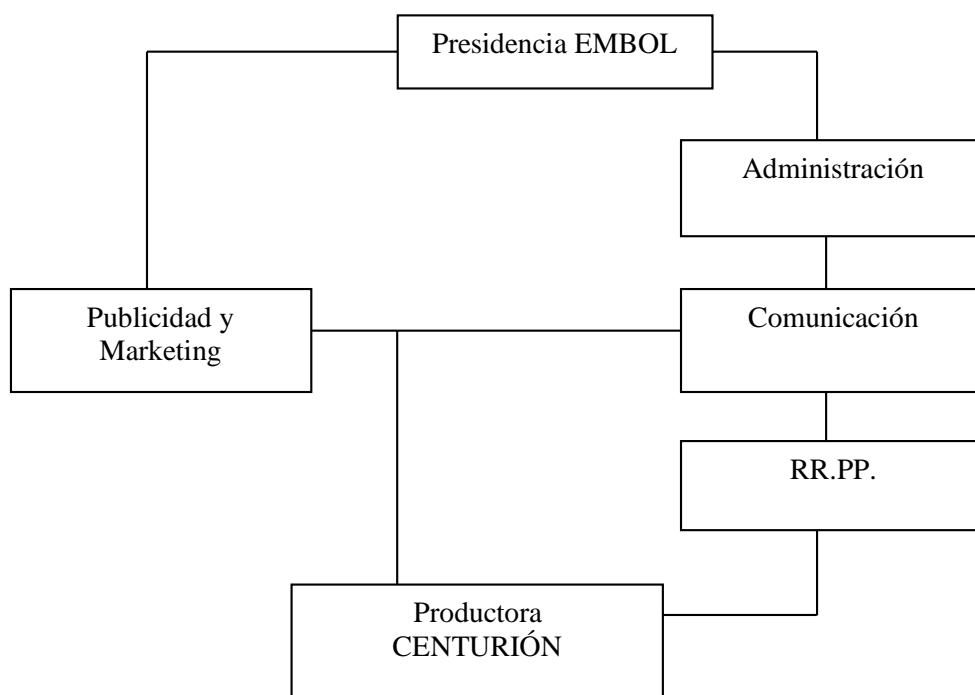 Presidencia EMBOL
Administración
Publicidad y
Marketing
Comunicación
RR.PP.
Productora
CENTURIÓN